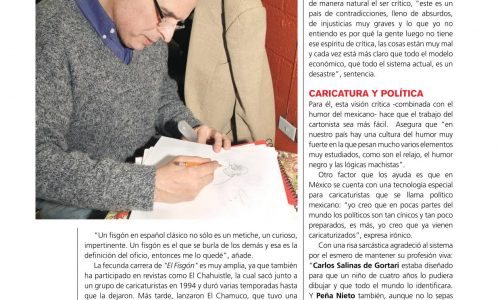 "Un fisgón en español clásico no sólo es un metiche, un curioso,
impertinente. Un fisgón es el que se burla de los demás y esa es la
definición del oficio, entonces me lo quedé", añade.
La fecunda carrera de "El Fisgón" es muy amplia, ya que también
ha participado en revistas como El Chahuistle, la cual sacó junto a
un grupo de caricaturistas en 1994 y duró varias temporadas hasta
que la dejaron. Más tarde, lanzaron El Chamuco, que tuvo una
de manera natural el ser crítico, "este es un
país de contradicciones, lleno de absurdos,
de injusticias muy graves y lo que yo no
entiendo es por qué la gente luego no tiene
ese espíritu de crítica, las cosas están muy mal
y cada vez está más claro que todo el modelo
económico, que todo el sistema actual, es un
desastre", sentencia.
CARICATURA Y POLÍTICA
Para él, esta visión crítica -combinada con el
humor del mexicano- hace que el trabajo del
cartonista sea más fácil. Asegura que "en
nuestro país hay una cultura del humor muy
fuerte en la que pesan mucho varios elementos
muy estudiados, como son el relajo, el humor
negro y las lógicas machistas".
Otro factor que los ayuda es que en
México se cuenta con una tecnología especial
para caricaturistas que se llama político
mexicano: "yo creo que en pocas partes del
mundo los políticos son tan cínicos y tan poco
preparados, es más, yo creo que ya vienen
caricaturizados", expresa irónico.
Con una risa sarcástica agradeció al sistema
por el esmero de mantener su profesión viva:
"Carlos Salinas de Gortari estaba diseñado
para que un niño de cuatro años lo pudiera
dibujar y que todo el mundo lo identificara.
Y Peña Nieto también, aunque no lo sepas